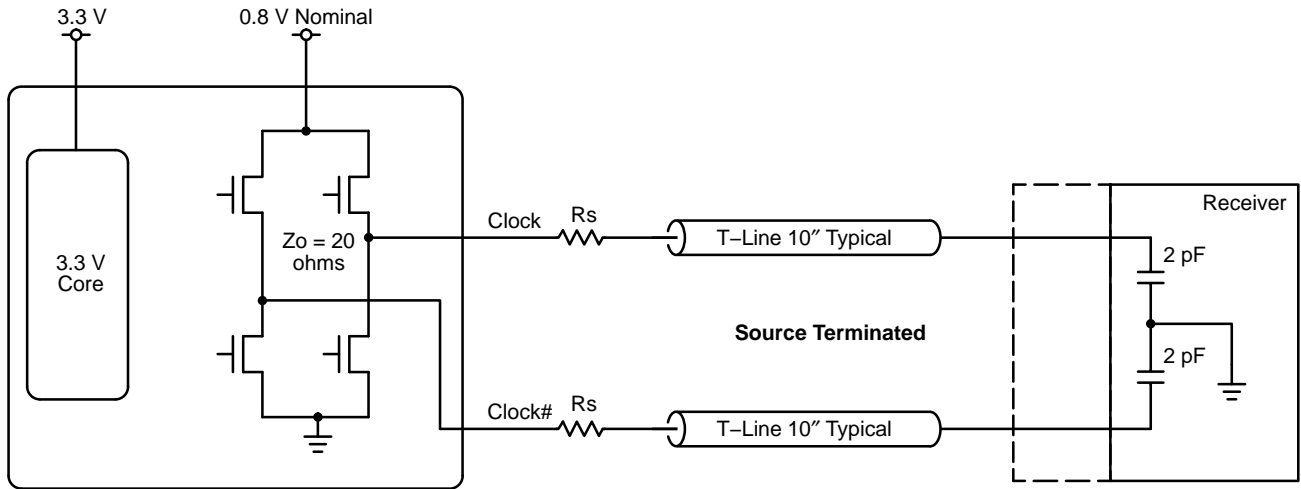 3.3 V
0.8 V Nominal
3.3 V
Core
Zo = 20
ohms
Clock
Rs
T–Line 10″ Typical
Receiver
2 pF
Source Terminated
2 pF
Clock#
Rs
T–Line 10″ Typical